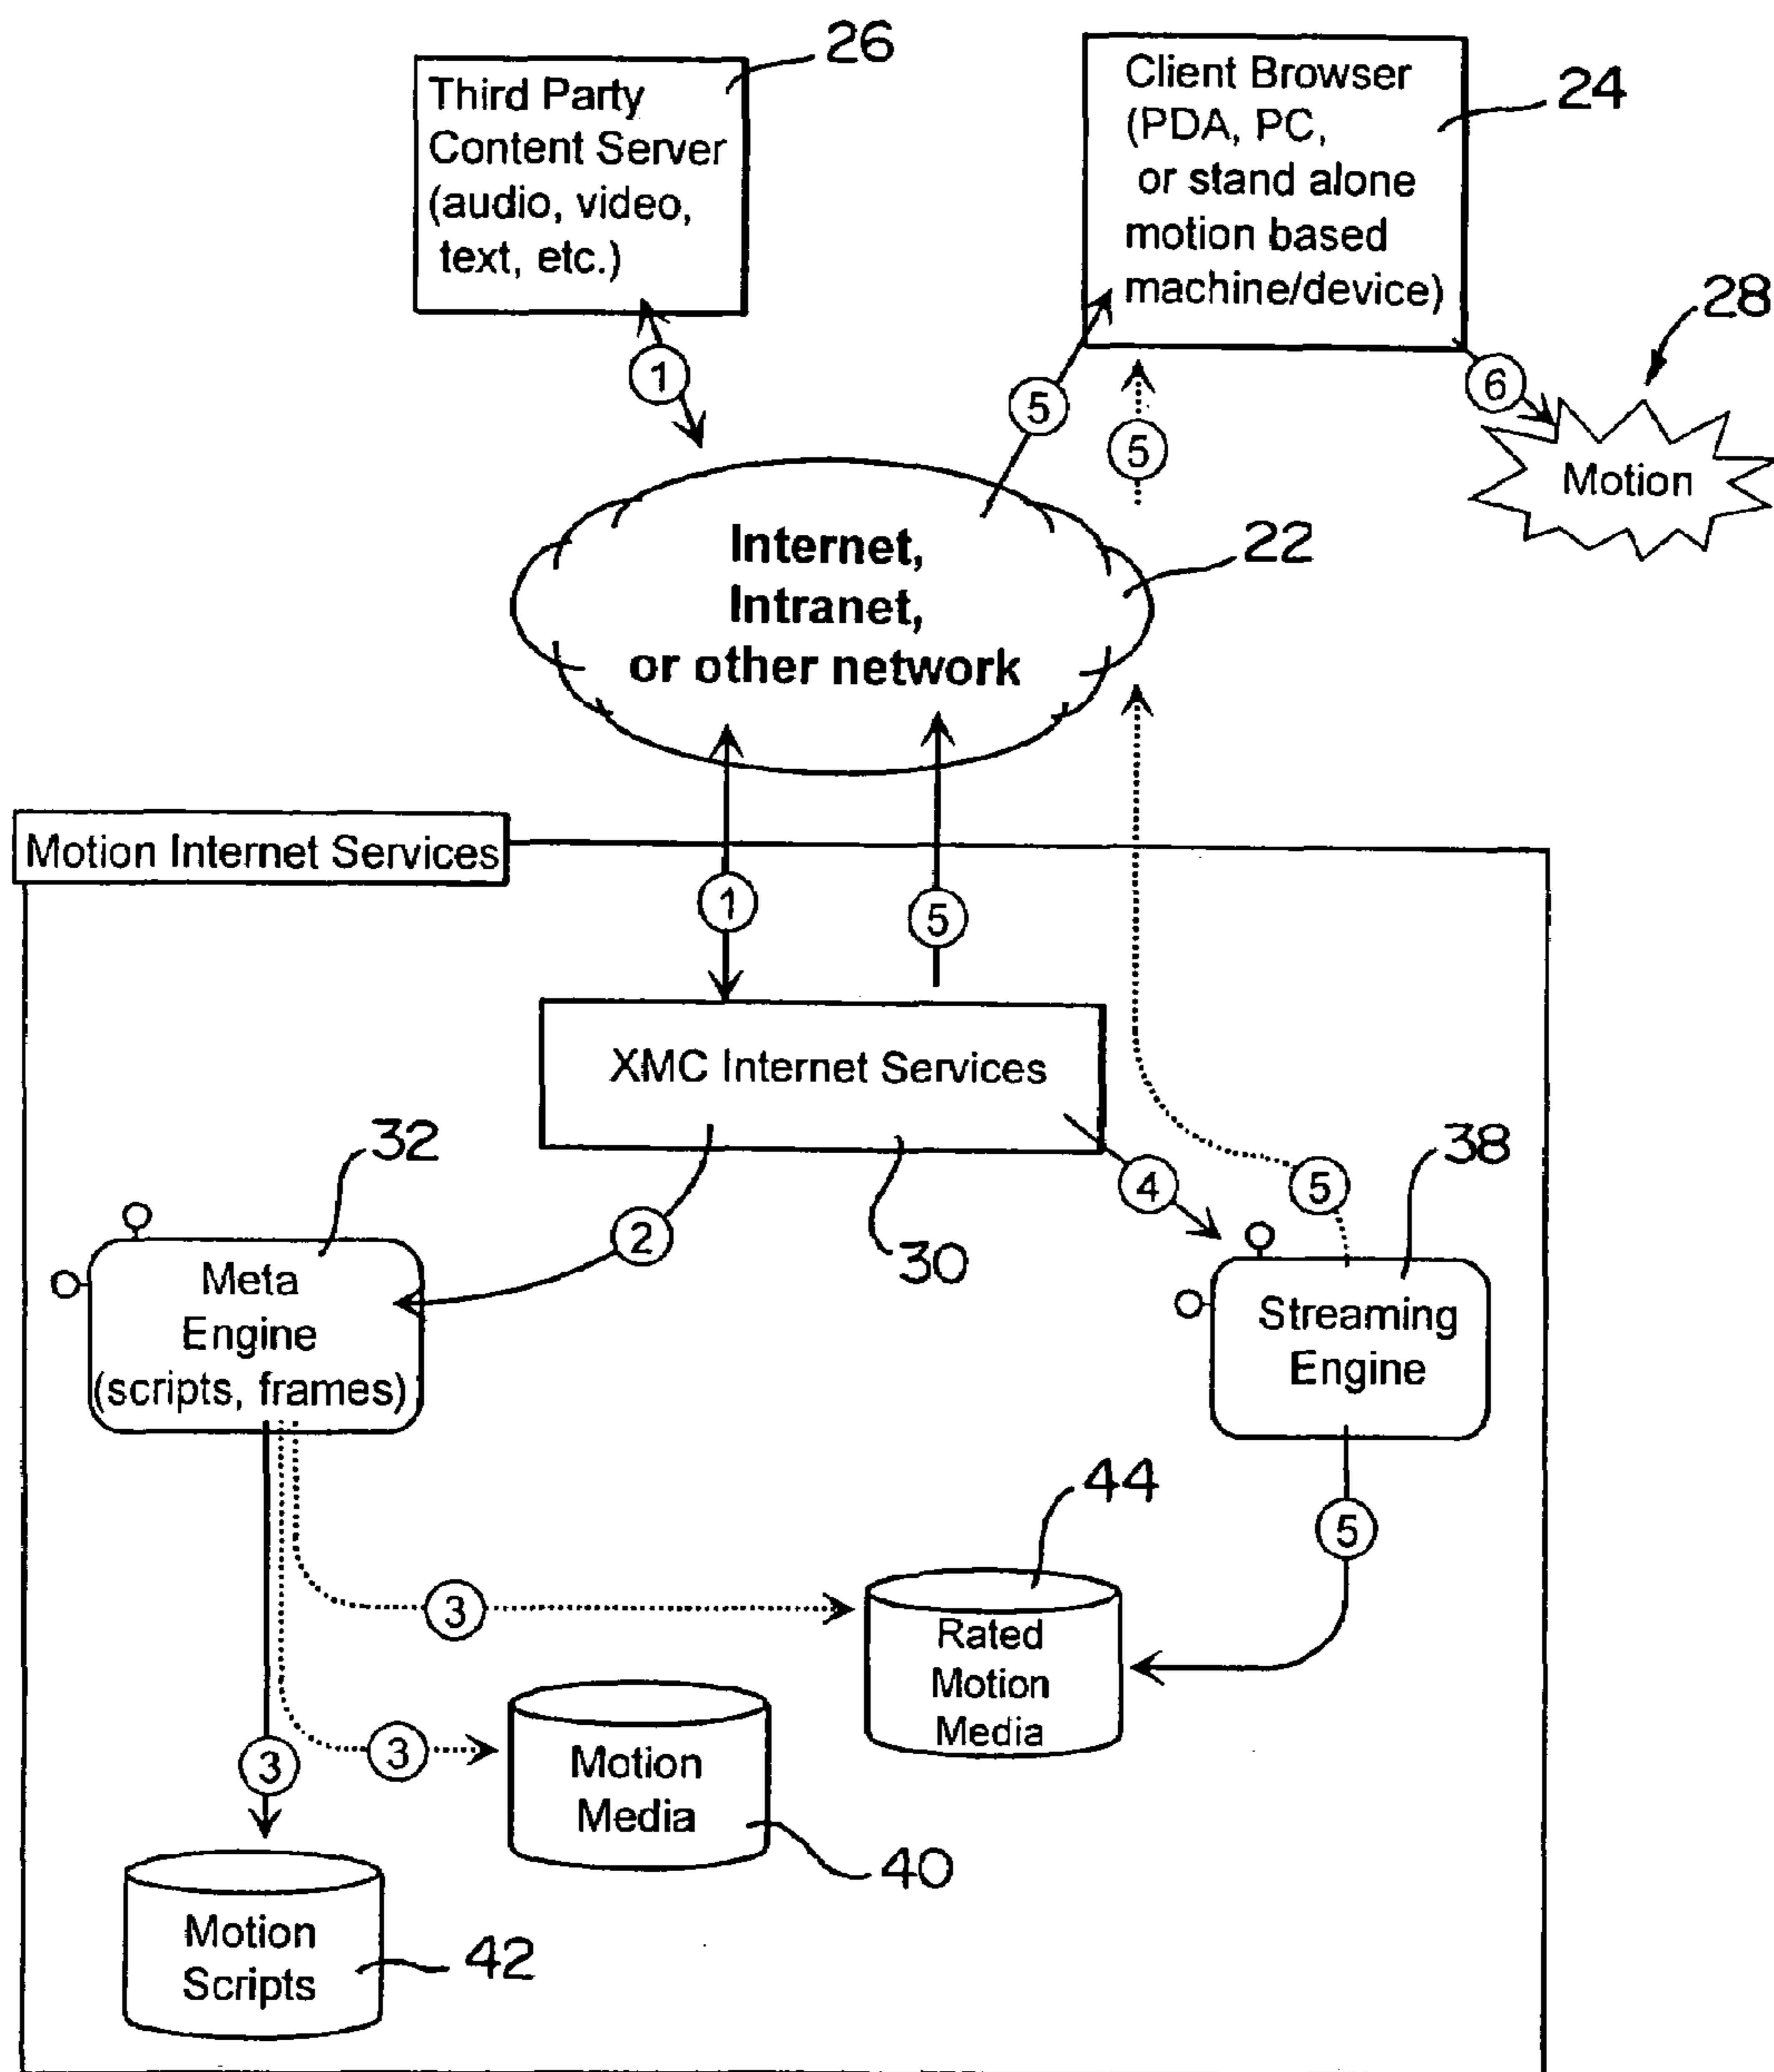 26
Third Party
Content Server
(audio, video,
text, etc.)
Client Browser
(PDA, PC,
or stand alone
motion based
machine/device)
24
28
1
5
5
6
Motion
Internet,
Intranet,
or other network
22
Motion Internet Services
1
5
XMC Internet Services
32
2
30
4
5
38
Meta
Engine
(scripts, frames)
Streaming
Engine
44
5
3
Rated
Motion
Media
3
3
Motion
Media
40
Motion
Scripts
42